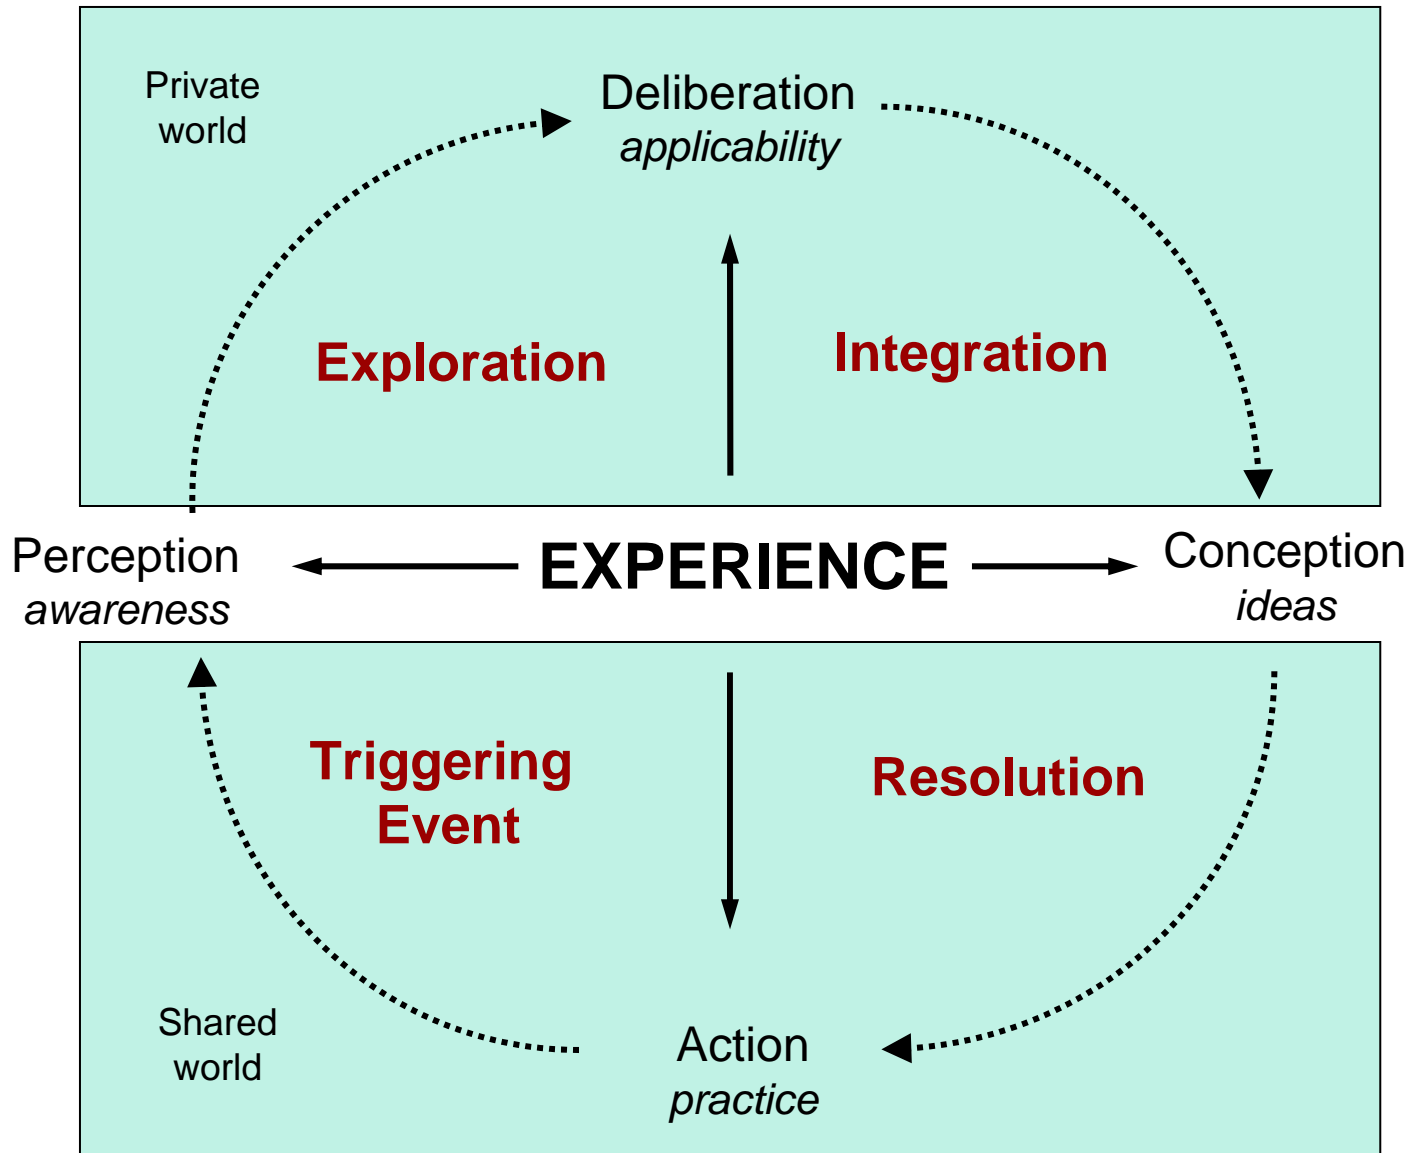 Private
world
Deliberation
applicability
Exploration
Integration
Perception
awareness
EXPERIENCE
Conception
ideas
Triggering
Event
Resolution
Shared
world
Action
practice